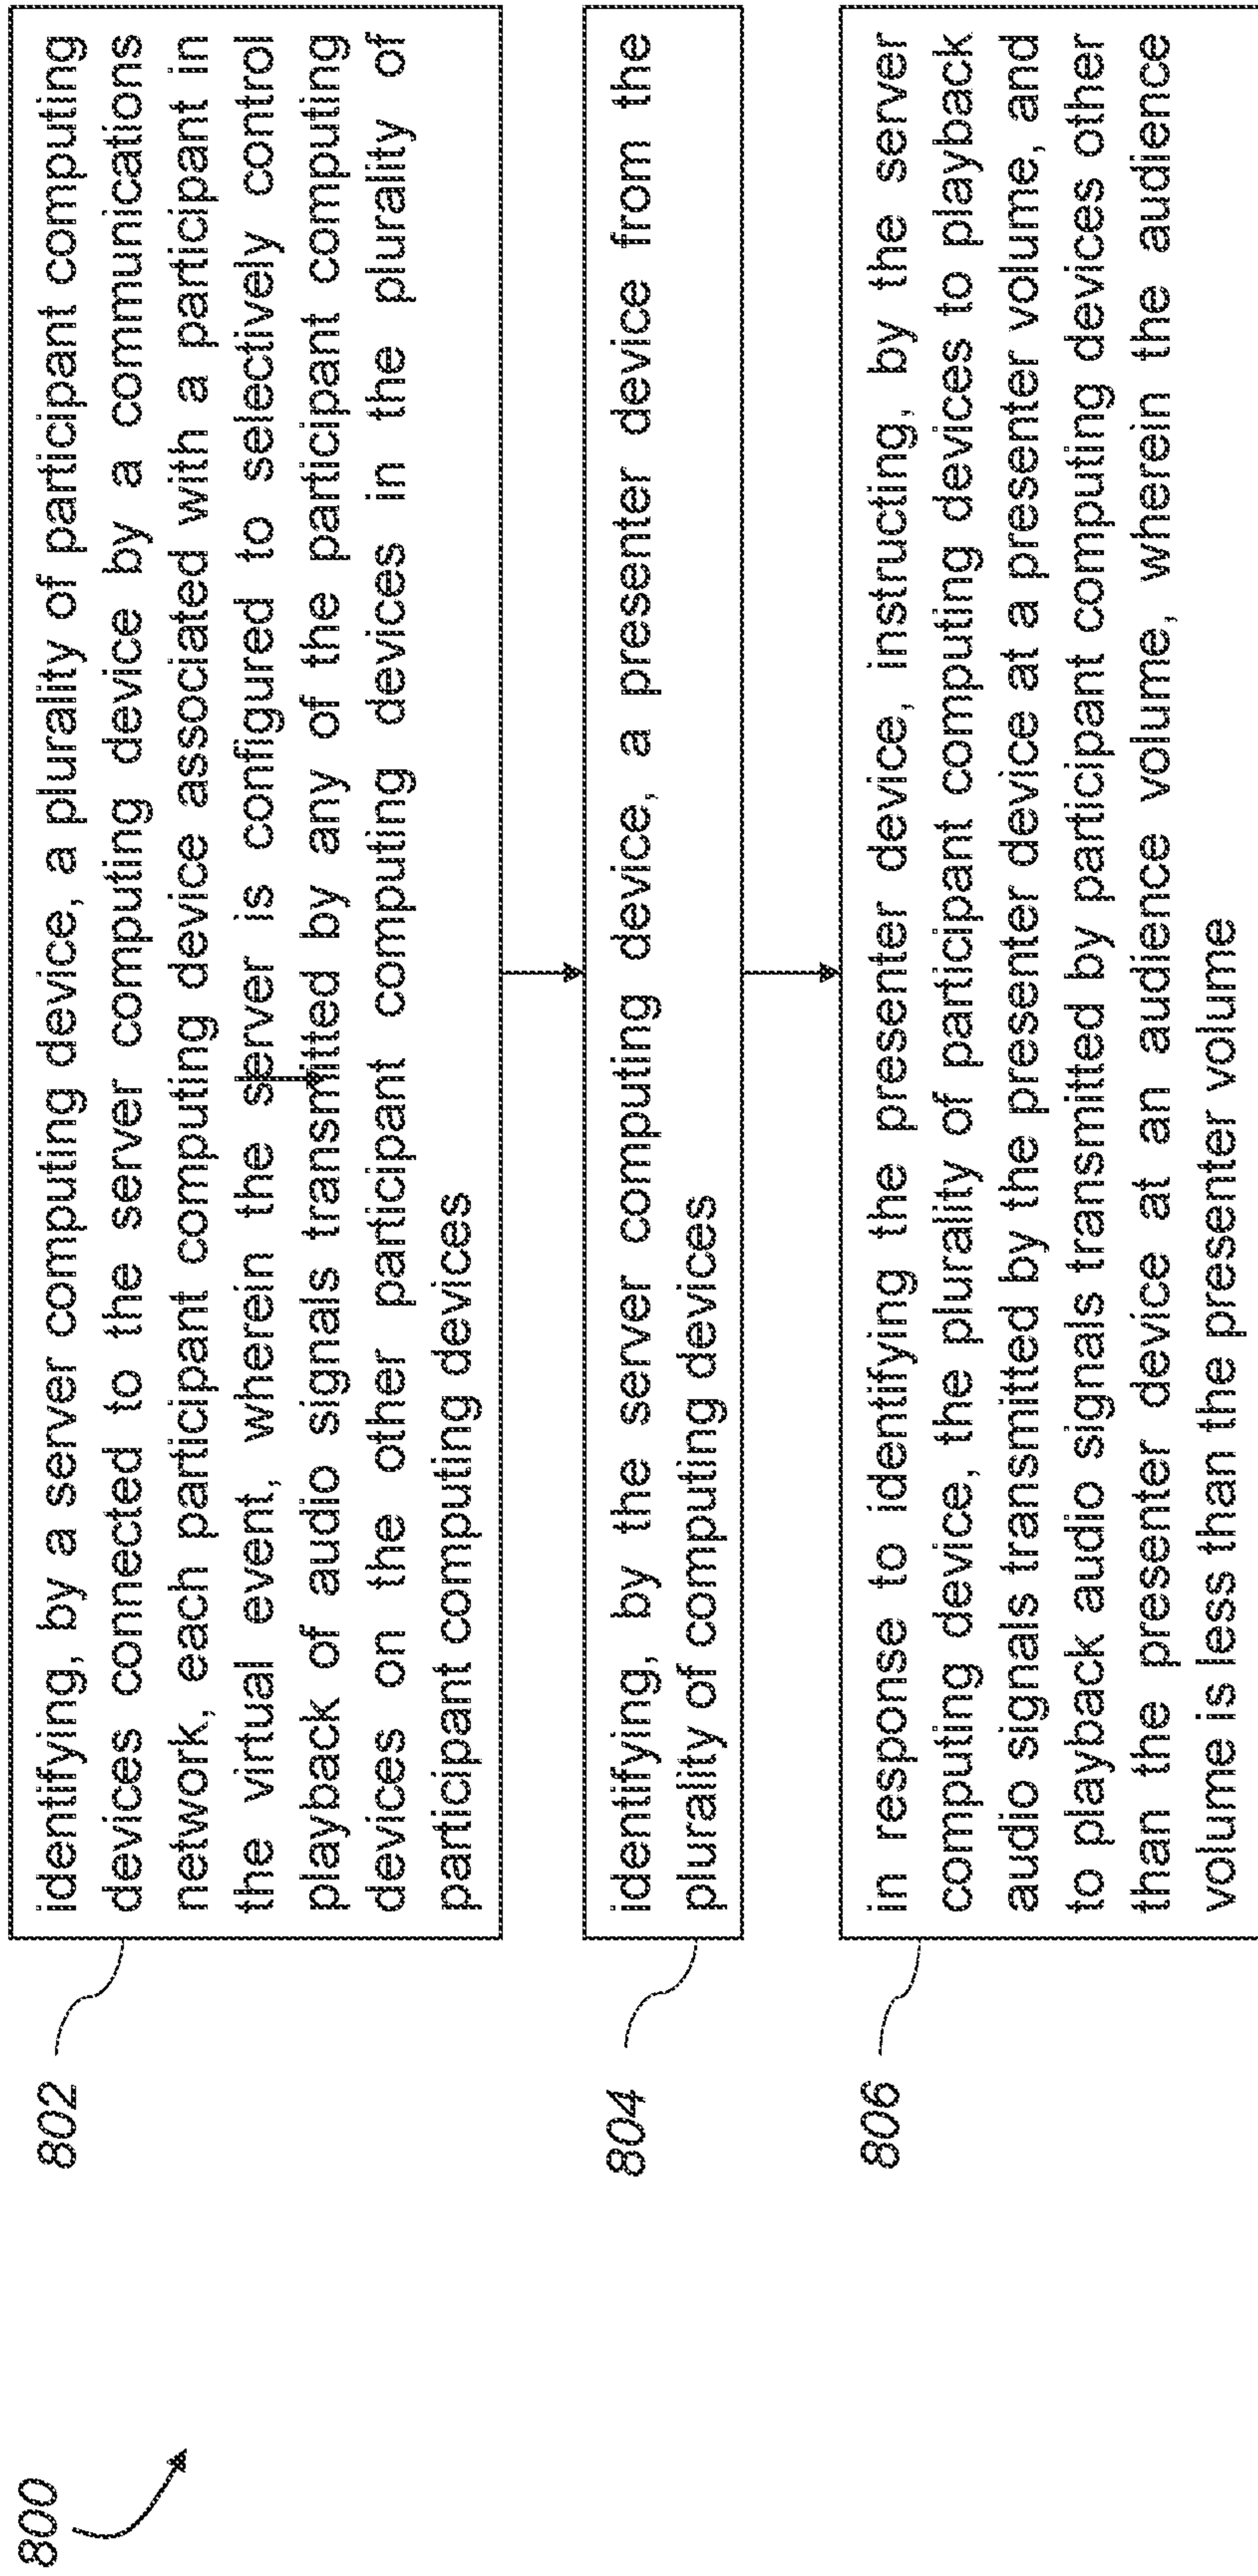 800
802
identifying, by a server computing device, a plurality of participant computing
devices connected to the server computing device by a communications
network, each participant computing device associated with a participant in
the virtual event, wherein the server is configured to selectively control
playback of audio signals transmitted by any of the participant computing
devices on the other participant computing devices in the plurality of
participant computing devices
804
identifying, by the server computing device, a presenter device from the
plurality of computing devices
806
in response to identifying the presenter device, instructing, by the server
computing device, the plurality of participant computing devices to playback
audio signals transmitted by the presenter device at a presenter volume, and
to playback audio signals transmitted by participant computing devices other
than the presenter device at an audience volume, wherein the audience
volume is less than the presenter volume